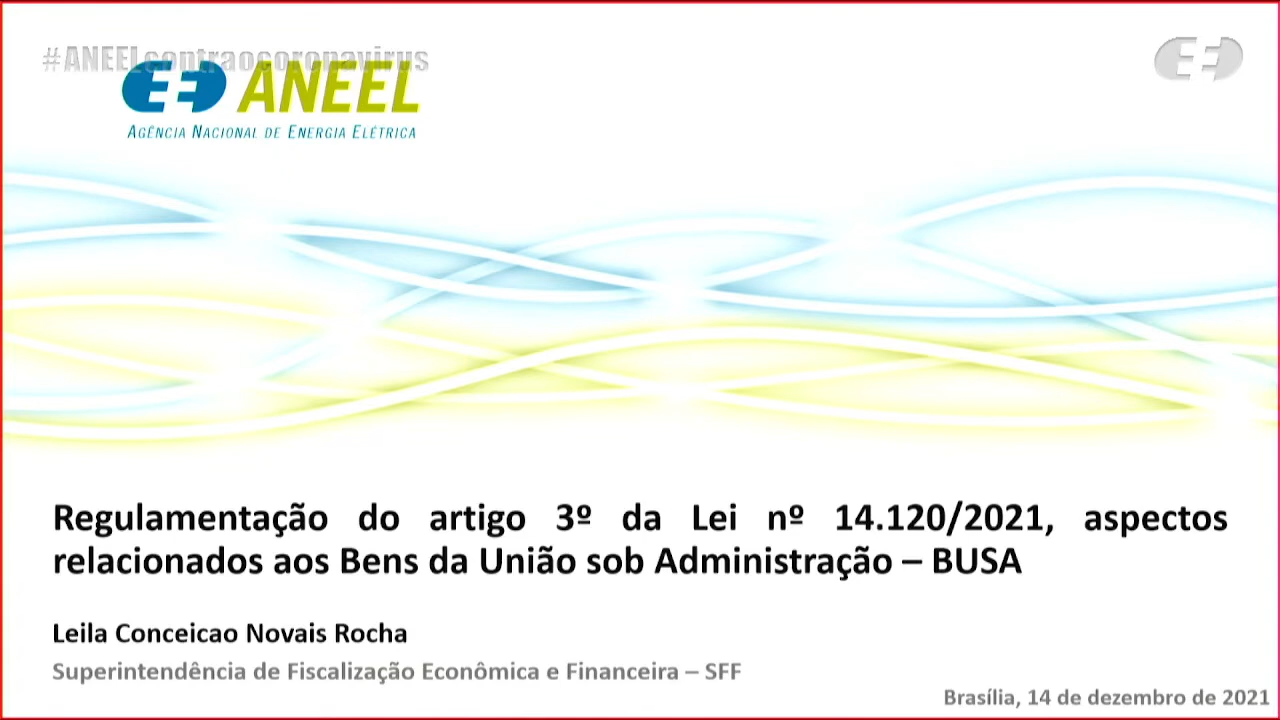 #ANEELcontraocoronavirus
ANEEL
AGÊNCIA NACIONAL DE ENERGIA ELÉTRICA
Regulamentação do artigo 3º da Lei nº 14.120/2021, aspectos
relacionados aos Bens da União sob Administração – BUSA
Leila Conceicao Novais Rocha
Superintendência de Fiscalização Econômica e Financeira – SFF
Brasília, 14 de dezembro de 2021